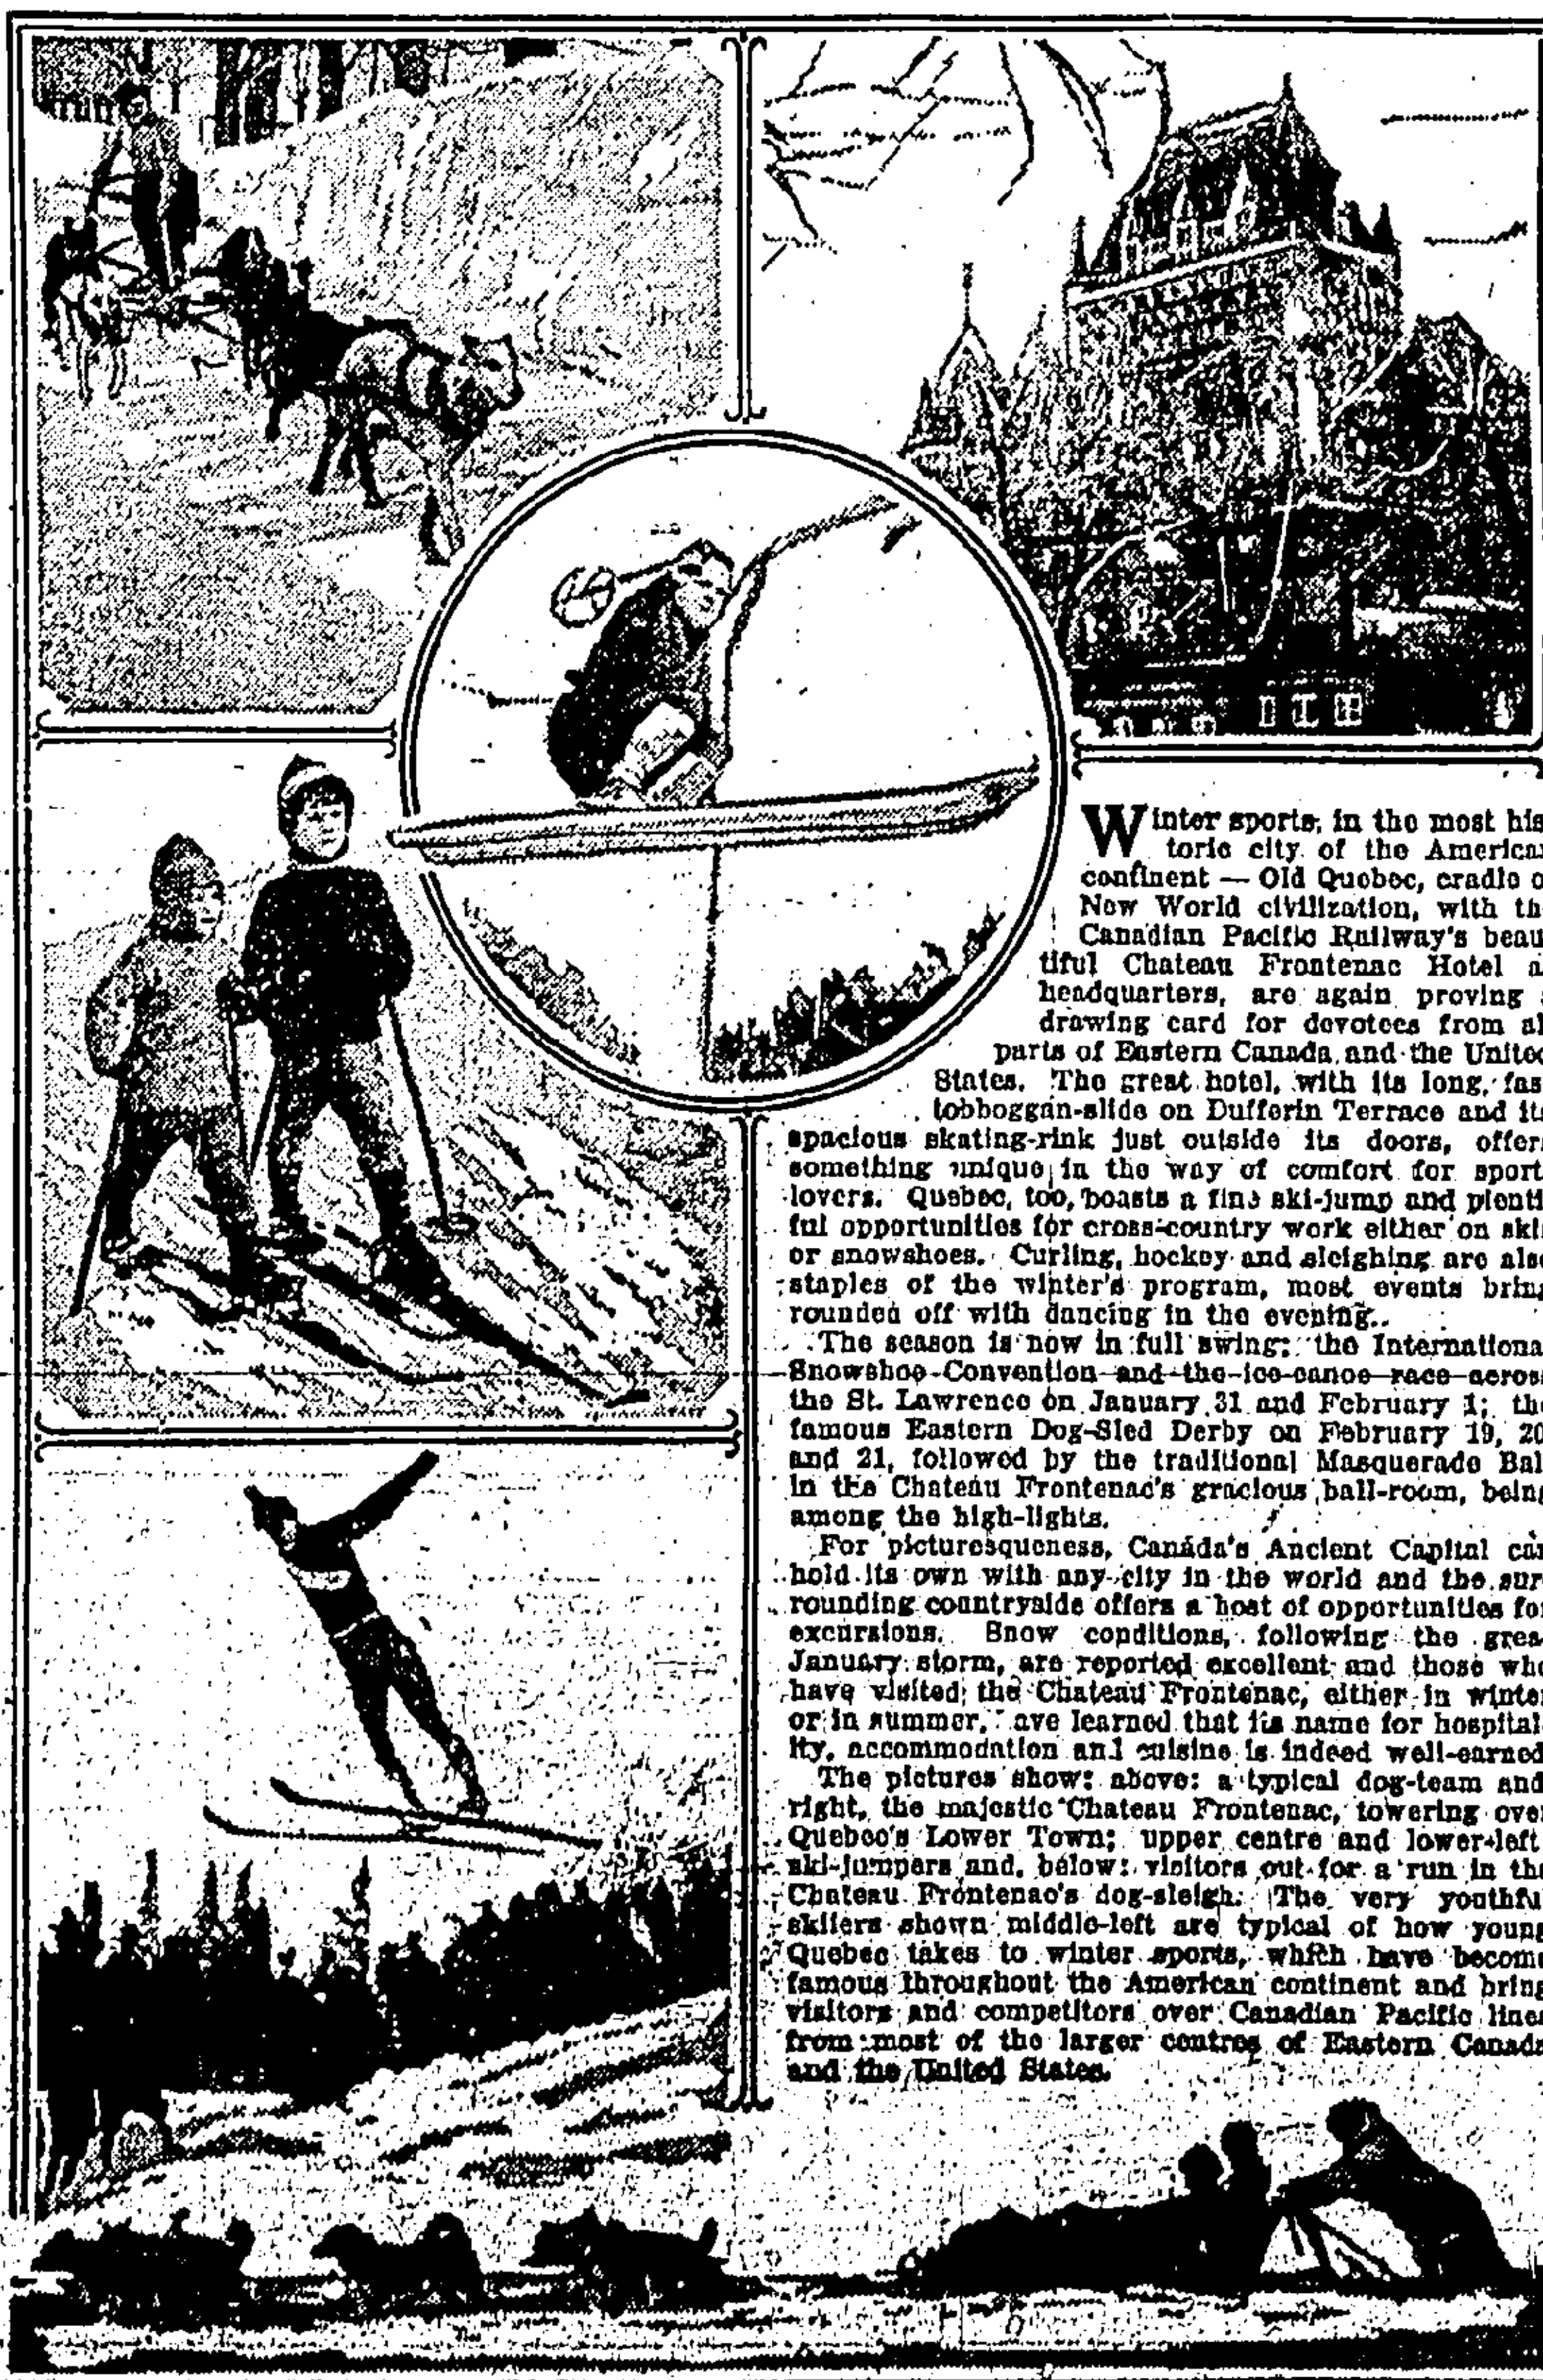 Winter sports, in the most his
toric city of the America
confinent — Old Quebec, cradle o
New World civilization, with th
Canadian Pacific Railway's beau
tiful Chateau Frontenac Hotel a
headquarters, are again proving
drawing card for devotees from al
parts of Eastern Canada and the United
States. The great hotel, with its long, fas
tobboggan-slide on Dufferin Terrace and its
spacious skating-rink just outside its doors, offers
something unique in the way of comfort for sport
lovers. Quebec, too, boasts a fine ski-jump and plenti
ful opportunities for cross-country work either on ski
or snowshoes. Curling, hockey and sleighing are also
staples of the winter's program, most events bring
rounded off with dancing in the evening..
The season is now in full swing: the Internationa
Snowshoe Convention and the ice-canoe race across
the St. Lawrence on January 31 and February 1; the
famous Eastern Dog-Sled Derby on February 19, 20
and 21, followed by the traditional Masquerade Bal
in the Chateau Frontenac's gracious ball-room, being
among the high-lights.
For picturesqueness, Canada's Ancient Capital can
hold its own with any city in the world and the sur
rounding countryside offers a host of opportunities for
excursions. Snow conditions, following the grea
January storm, are reported excellent and those who
have visited the Chateau Frontenac, either in winter
or in summer, ave learned that its name for hospital
ity, accommodation and cuisine is indeed well-earned
The pictures show: above: a typical dog-team and
right, the majestic Chateau Frontenac, towering over
Quebec's Lower Town; upper centre and lower-left
ski-jumpers and, below: visitors out for a run in the
Chateau Frontenac's dog-sleigh. The very youthfu
skiiers shown middle-left are typical of how young
Quebec takes to winter sports, which have become
famous throughout the American continent and bring
visitors and competitors over Canadian Pacific lines
from most of the larger centres of Eastern Canada
and the United States.